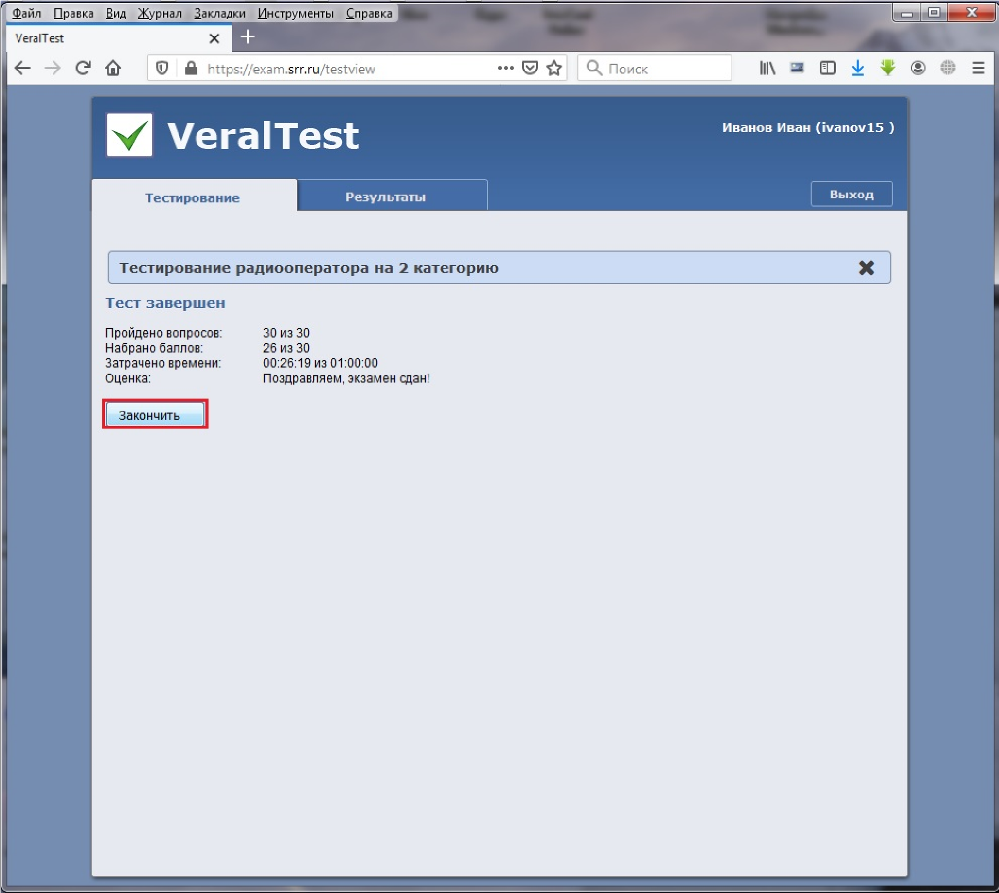 Файл Правка Вид Журнал Закладки Инструменты Справка
VeralTest
https://exam.srr.ru/testview
Поиск
VeralTest
Иванов Иван (ivanov15 )
Тестирование
Результаты
Выход
Тестирование радиооператора на 2 категорию
Тест завершен
Пройдено вопросов: 30 из 30
Набрано баллов: 26 из 30
Затрачено времени: 00:26:19 из 01:00:00
Оценка: Поздравляем, экзамен сдан!
Закончить